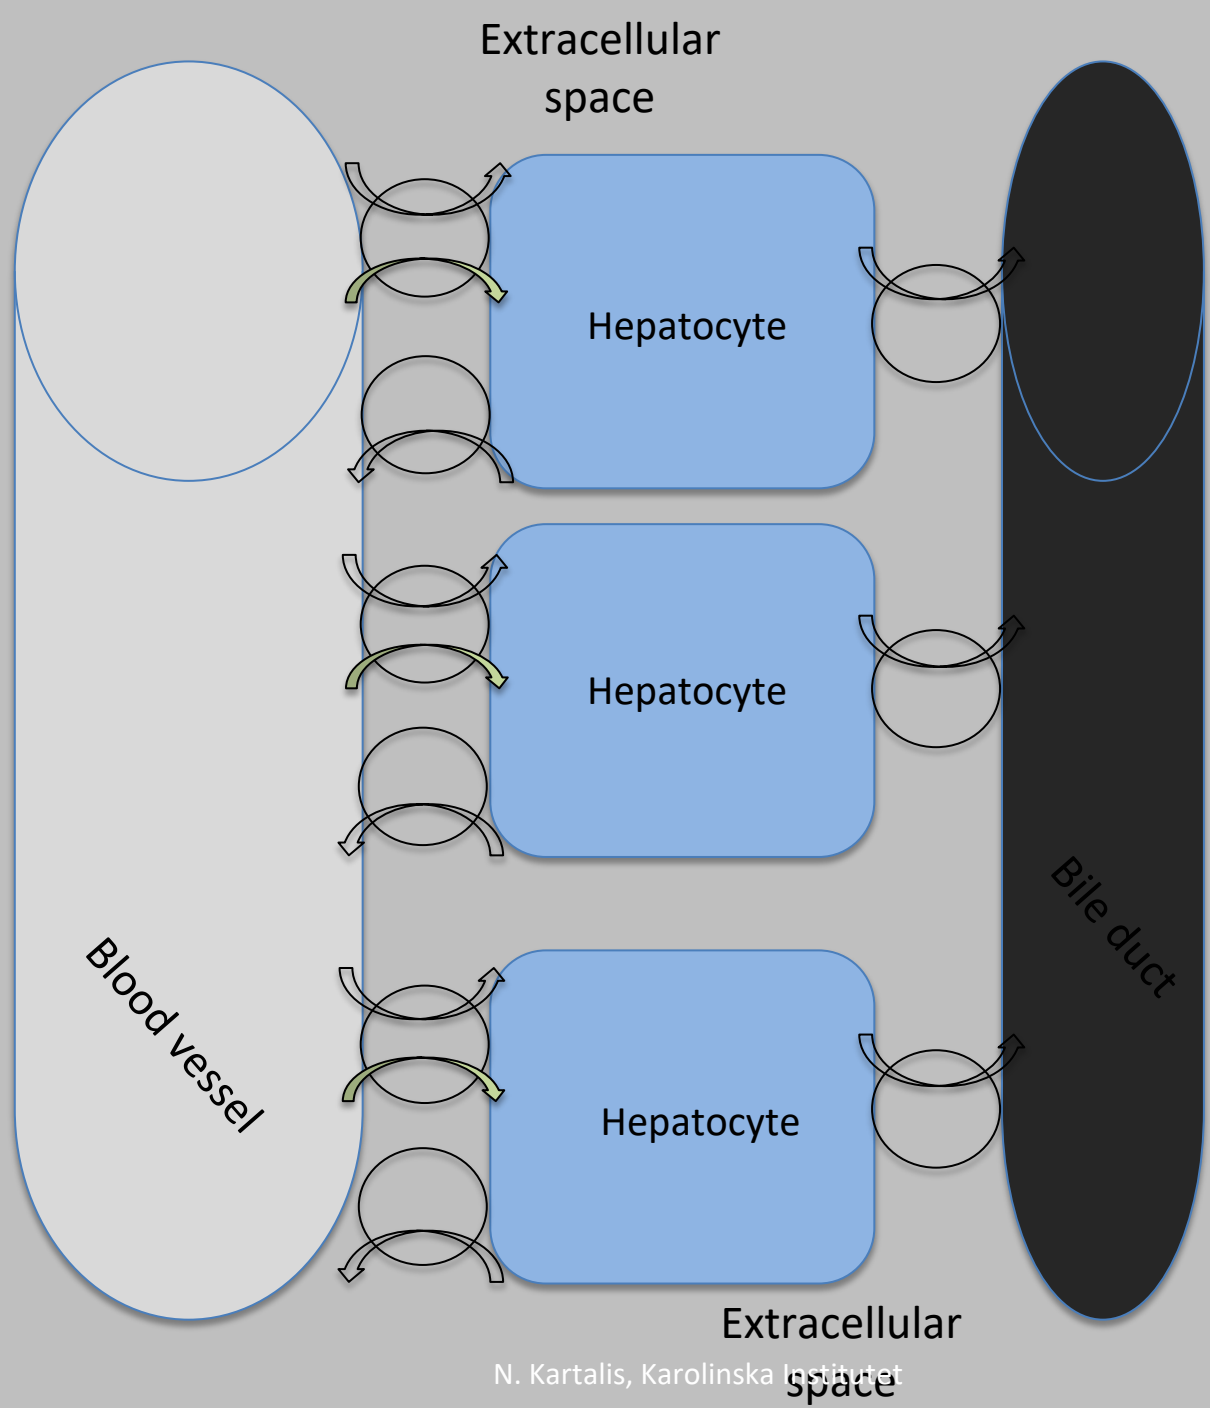 Extracellular
space
Hepatocyte
Hepatocyte
Bile duct
Blood vessel
Hepatocyte
Extracellular
space
N. Kartalis, Karolinska Institutet